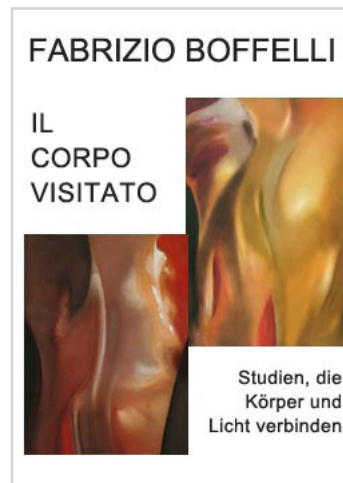 FABRIZIO BOFFELLI
IL
CORPO
VISITATO
Studien, die
Körper und
Licht verbinden